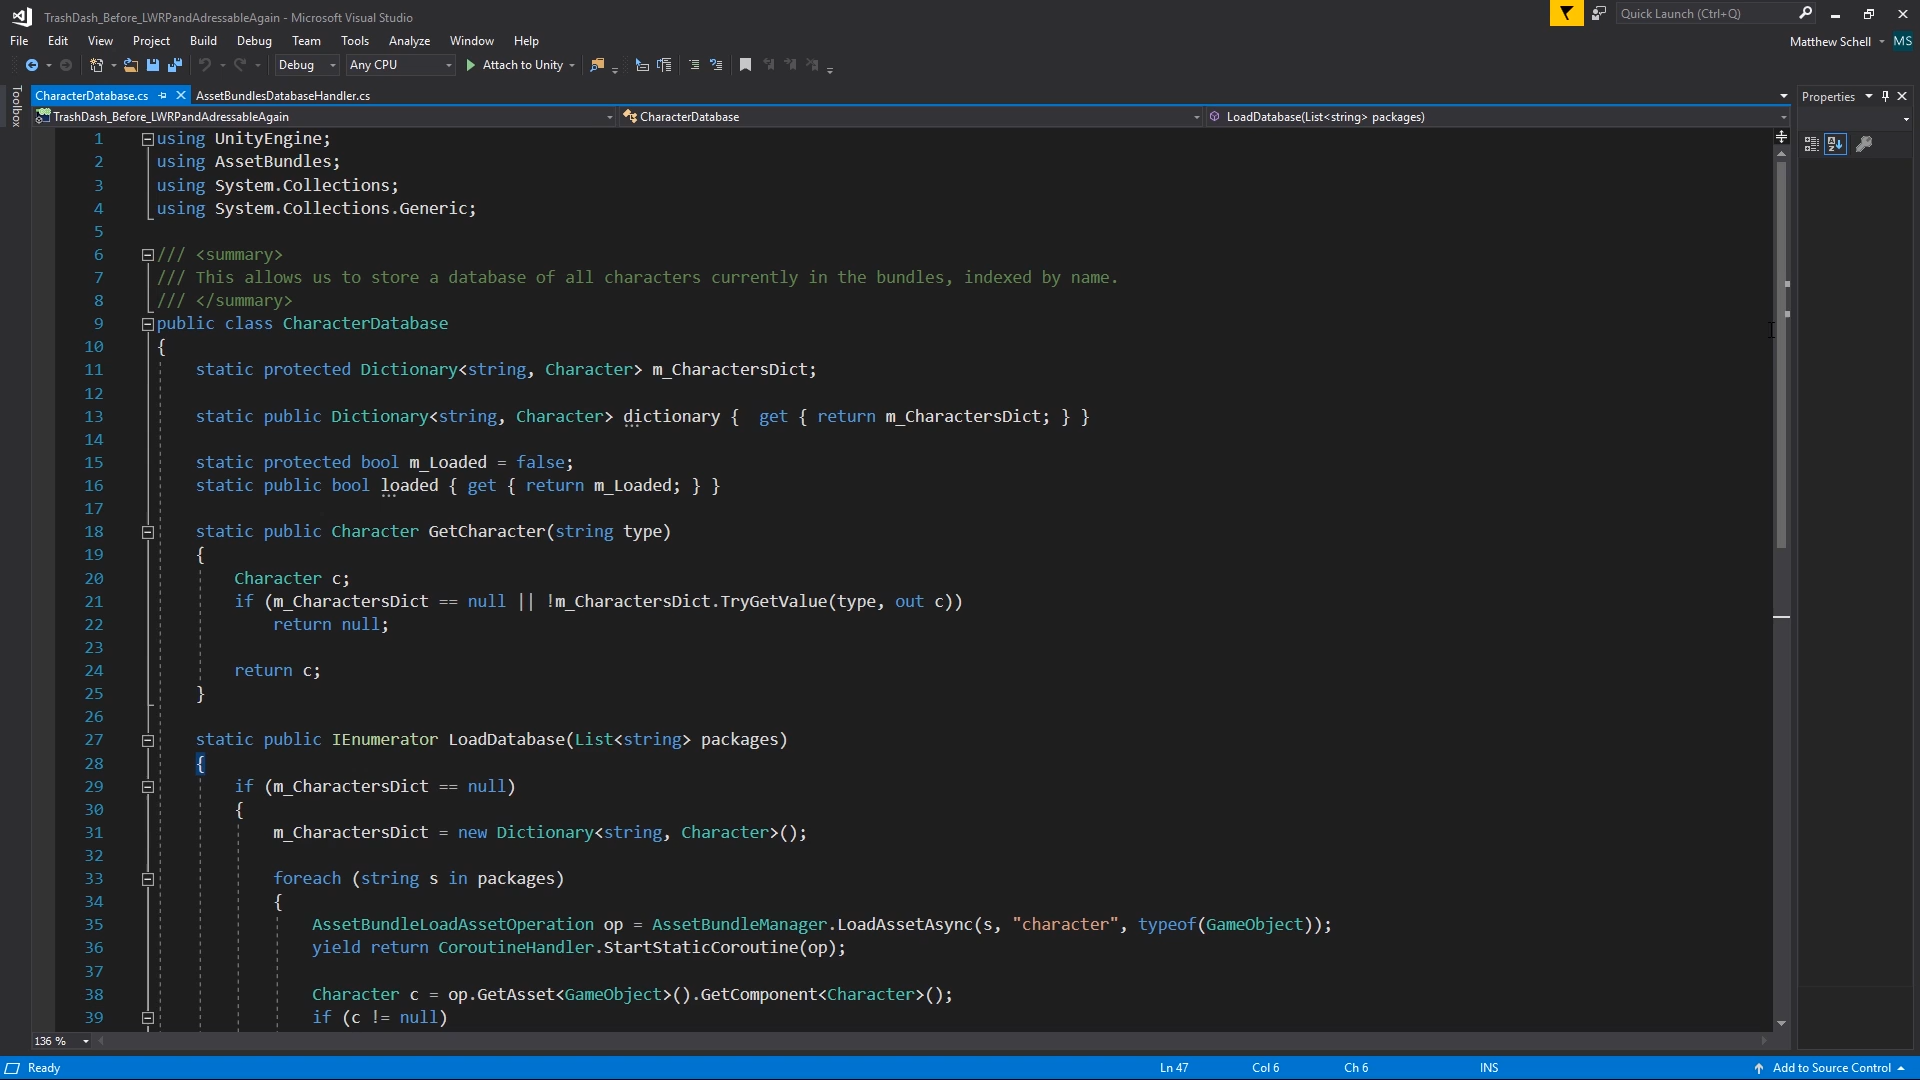 TrashDash_Before_LWRPandAdressableAgain - Microsoft Visual Studio
Quick Launch (Ctrl+Q)
File Edit View Project Build Debug Team Tools Analyze Window Help
Matthew Schell MS
Debug Any CPU Attach to Unity
Toolbox
CharacterDatabase.cs AssetBundlesDatabaseHandler.cs
Properties
TrashDash_Before_LWRPandAdressableAgain CharacterDatabase LoadDatabase(List<string> packages)
1 using UnityEngine;
2 using AssetBundles;
3 using System.Collections;
4 using System.Collections.Generic;
5
6 /// <summary>
7 /// This allows us to store a database of all characters currently in the bundles, indexed by name.
8 /// </summary>
9 public class CharacterDatabase
10 {
11 static protected Dictionary<string, Character> m_CharactersDict;
12
13 static public Dictionary<string, Character> dictionary {  get { return m_CharactersDict; } }
14
15 static protected bool m_Loaded = false;
16 static public bool loaded { get { return m_Loaded; } }
17
18 static public Character GetCharacter(string type)
19 {
20 Character c;
21 if (m_CharactersDict == null || !m_CharactersDict.TryGetValue(type, out c))
22 return null;
23
24 return c;
25 }
26
27 static public IEnumerator LoadDatabase(List<string> packages)
28 {
29 if (m_CharactersDict == null)
30 {
31 m_CharactersDict = new Dictionary<string, Character>();
32
33 foreach (string s in packages)
34 {
35 AssetBundleLoadAssetOperation op = AssetBundleManager.LoadAssetAsync(s, "character", typeof(GameObject));
36 yield return CoroutineHandler.StartStaticCoroutine(op);
37
38 Character c = op.GetAsset<GameObject>().GetComponent<Character>();
39 if (c != null)
136 %
Ready Ln 47 Col 6 Ch 6 INS Add to Source Control